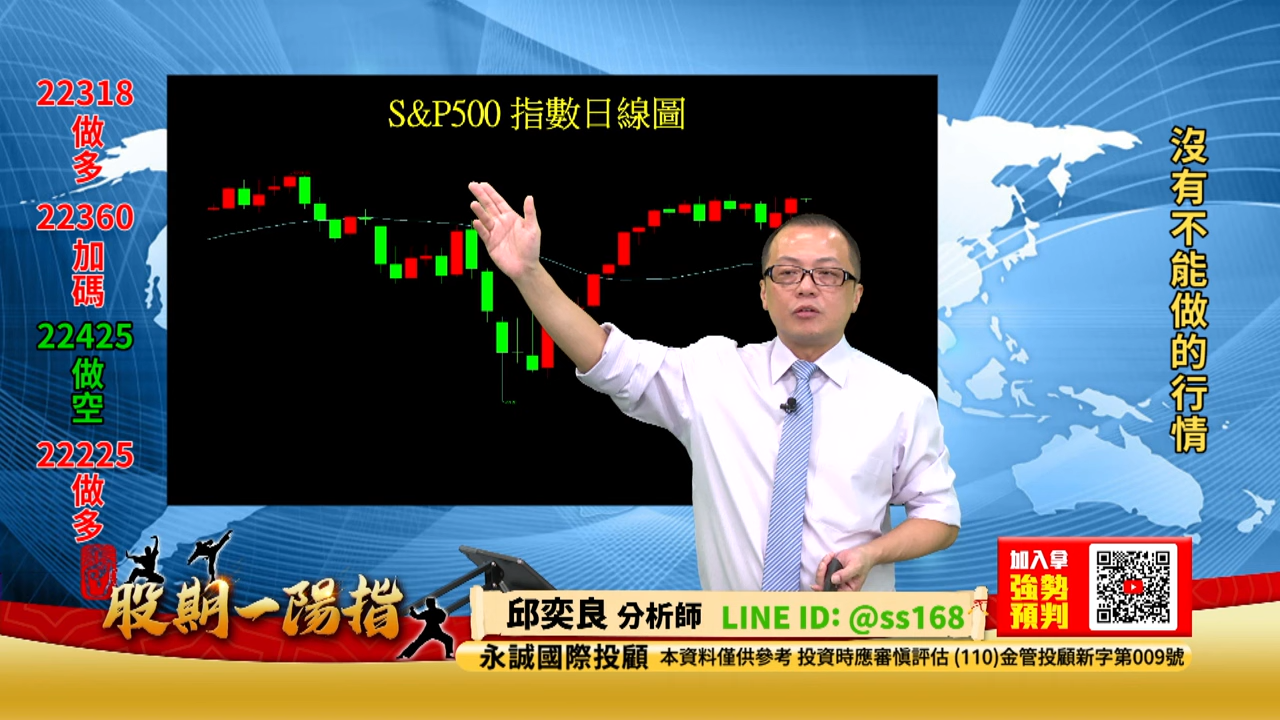 S&P500 指數日線圖
22318
做多
22360
加碼
22425
做空
22225
做多
沒有不能做的行情
股期一陽指
邱奕良 分析師 LINE ID: @ss168
永誠國際投顧 本資料僅供參考 投資時應審慎評估 (110)金管投顧新字第009號
加入拿
強勢
預判